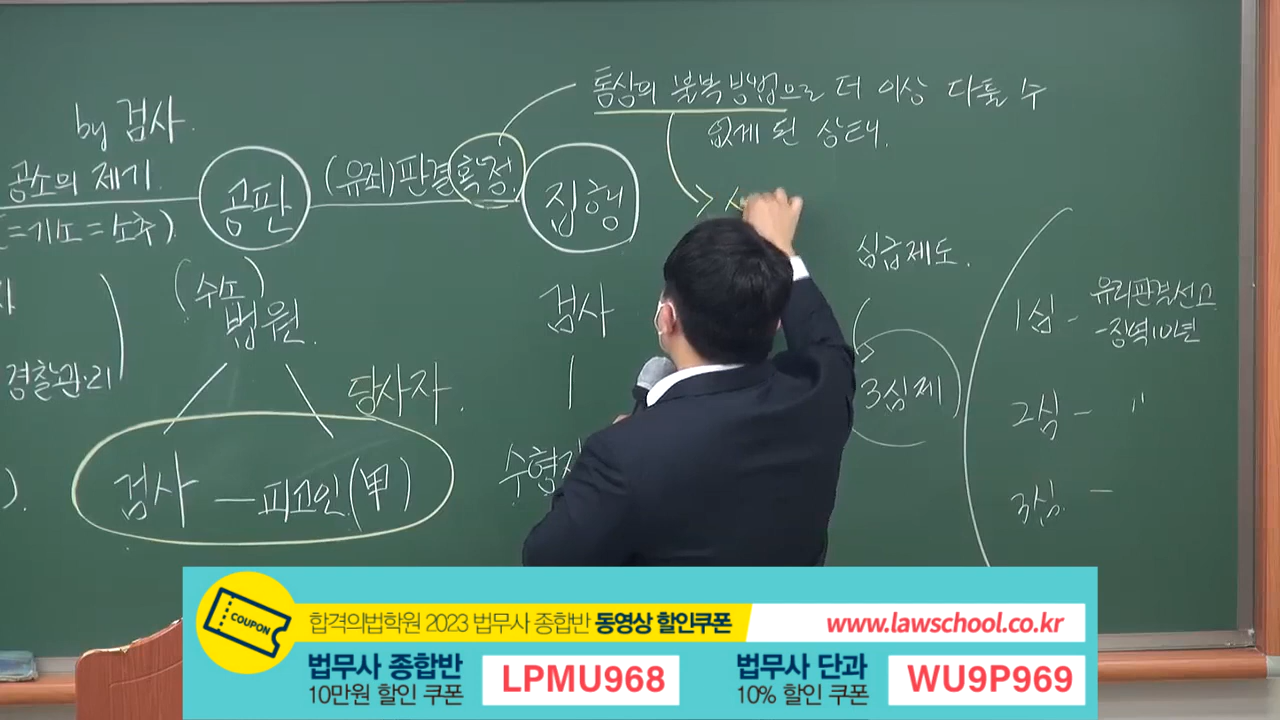 통상의 불복방법으로 더 이상 다툴 수
없게 된 상태.
by 검사.
공소의 제기.
(=기소=소추).
공판
(유죄)판결확정.
집행
(수소)
법원.
당사자.
검사 — 피고인(甲)
경찰관·리
검사
수형
심급제도.
3심제
1심 - 유죄판결선고
-징역10년
2심 - "
3심. -
COUPON
합격의법학원 2023 법무사 종합반 동영상 할인쿠폰
www.lawschool.co.kr
법무사 종합반
10만원 할인 쿠폰
LPMU968
법무사 단과
10% 할인 쿠폰
WU9P969